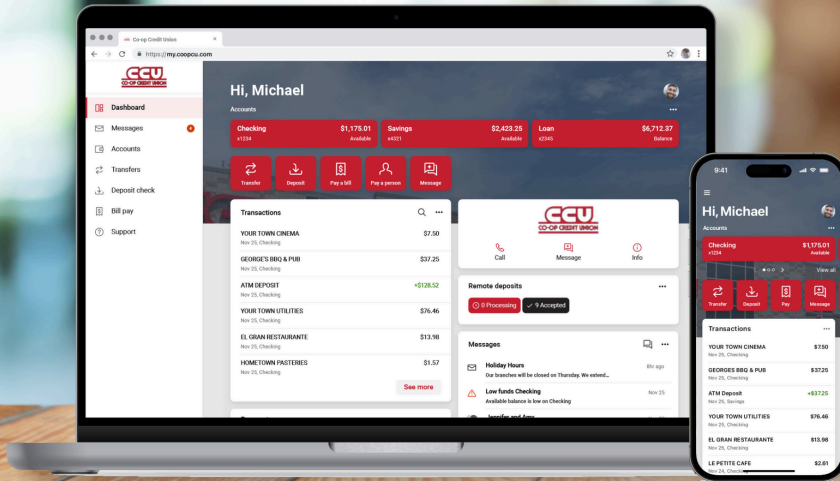 Co-op Credit Union
https://my.coopcu.com
CCU
CO-OP CREDIT UNION
Dashboard
Messages
Accounts
Transfers
Deposit check
Bill pay
Support
Hi, Michael
Accounts
Checking $1,175.01
x1234 Available
Savings $2,423.25
x4321 Available
Loan $6,712.37
x2345 Balance
Transfer
Deposit
Pay a bill
Pay a person
Message
Transactions
YOUR TOWN CINEMA $7.50
Nov 25, Checking
GEORGE'S BBQ & PUB $37.25
Nov 25, Checking
ATM DEPOSIT +$128.52
Nov 25, Checking
YOUR TOWN UTILITIES $76.46
Nov 25, Checking
EL GRAN RESTAURANTE $13.98
Nov 25, Checking
HOMETOWN PASTERIES $1.57
Nov 25, Checking
See more
CCU
CO-OP CREDIT UNION
Call
Message
Info
Remote deposits
0 Processing
9 Accepted
Messages
Holiday Hours 8hr ago
Our branches will be closed on Thursday. We extend...
Low funds Checking Nov 25
Available balance is low on Checking
9:41
Hi, Michael
Accounts
Checking $1,175.01
x1234 Available
View all
Transfer
Deposit
Pay
Message
Transactions
YOUR TOWN CINEMA $7.50
Nov 25, Checking
GEORGES BBQ & PUB $37.25
Nov 25, Checking
ATM Deposit +$37.25
Nov 25, Savings
YOUR TOWN UTILITIES $76.46
Nov 25, Checking
EL GRAN RESTAURANTE $13.98
Nov 25, Checking
LE PETITE CAFE $2.61
Nov 24, Checking